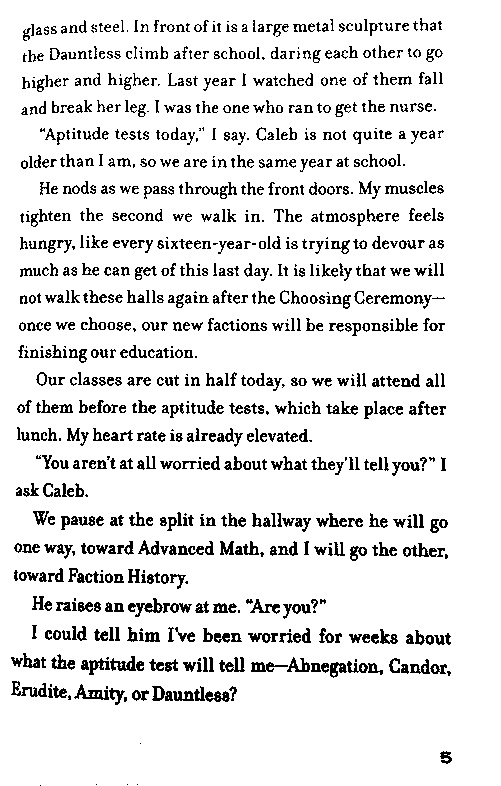 glass and steel. In front of it is a large metal sculpture that
the Dauntless climb after school, daring each other to go
higher and higher. Last year I watched one of them fall
and break her leg. I was the one who ran to get the nurse.
"Aptitude tests today," I say. Caleb is not quite a year
older than I am, so we are in the same year at school.
He nods as we pass through the front doors. My muscles
tighten the second we walk in. The atmosphere feels
hungry, like every sixteen-year-old is trying to devour as
much as he can get of this last day. It is likely that we will
not walk these halls again after the Choosing Ceremony—
once we choose, our new factions will be responsible for
finishing our education.
Our classes are cut in half today, so we will attend all
of them before the aptitude tests, which take place after
lunch. My heart rate is already elevated.
"You aren't at all worried about what they'll tell you?" I
ask Caleb.
We pause at the split in the hallway where he will go
one way, toward Advanced Math, and I will go the other,
toward Faction History.
He raises an eyebrow at me. "Are you?"
I could tell him I've been worried for weeks about
what the aptitude test will tell me—Abnegation, Candor,
Erudite, Amity, or Dauntless?
5